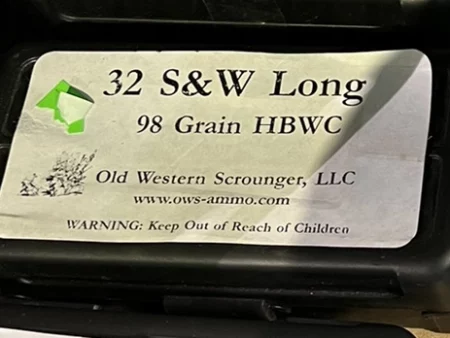 32 S&W Long
98 Grain HBWC
Old Western Scrounger, LLC
www.ows-ammo.com
WARNING: Keep Out of Reach of Children